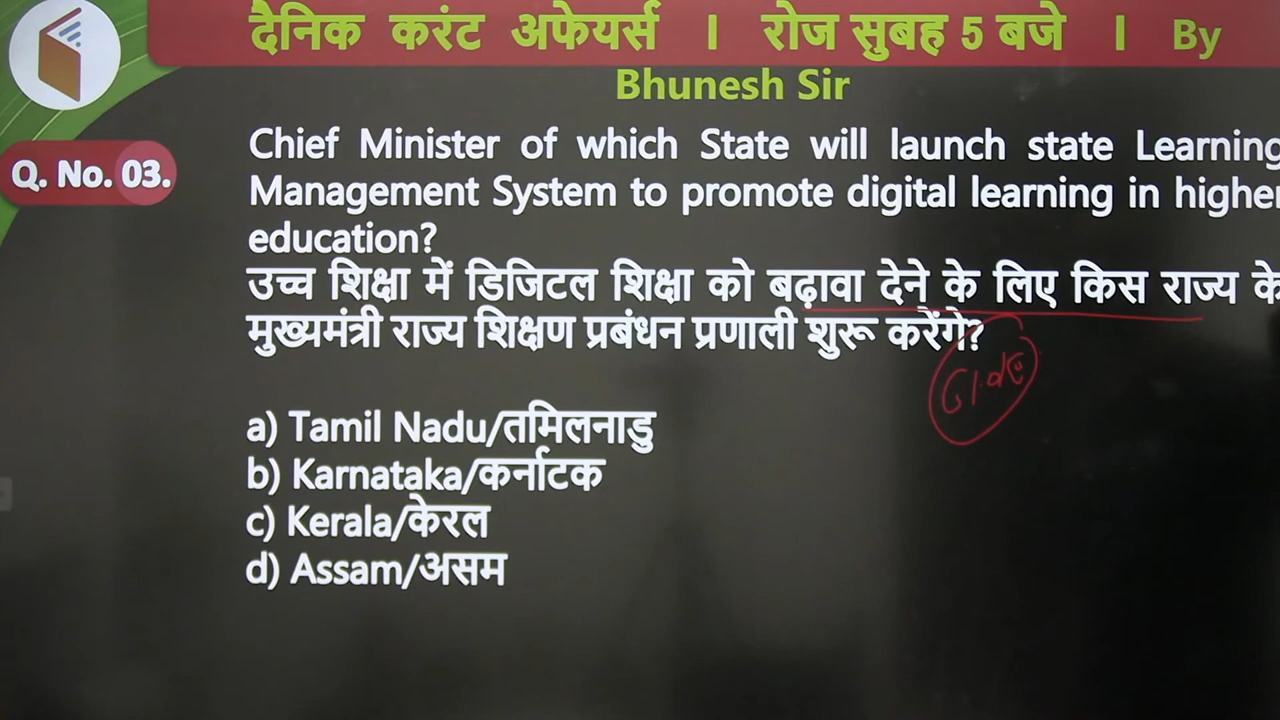 दैनिक करंट अफेयर्स । रोज सुबह 5 बजे । By
Bhunesh Sir
Q. No. 03.
Chief Minister of which State will launch state Learning
Management System to promote digital learning in higher
education?
उच्च शिक्षा में डिजिटल शिक्षा को बढ़ावा देने के लिए किस राज्य के
मुख्यमंत्री राज्य शिक्षण प्रबंधन प्रणाली शुरू करेंगे?
a) Tamil Nadu/तमिलनाडु
b) Karnataka/कर्नाटक
c) Kerala/केरल
d) Assam/असम